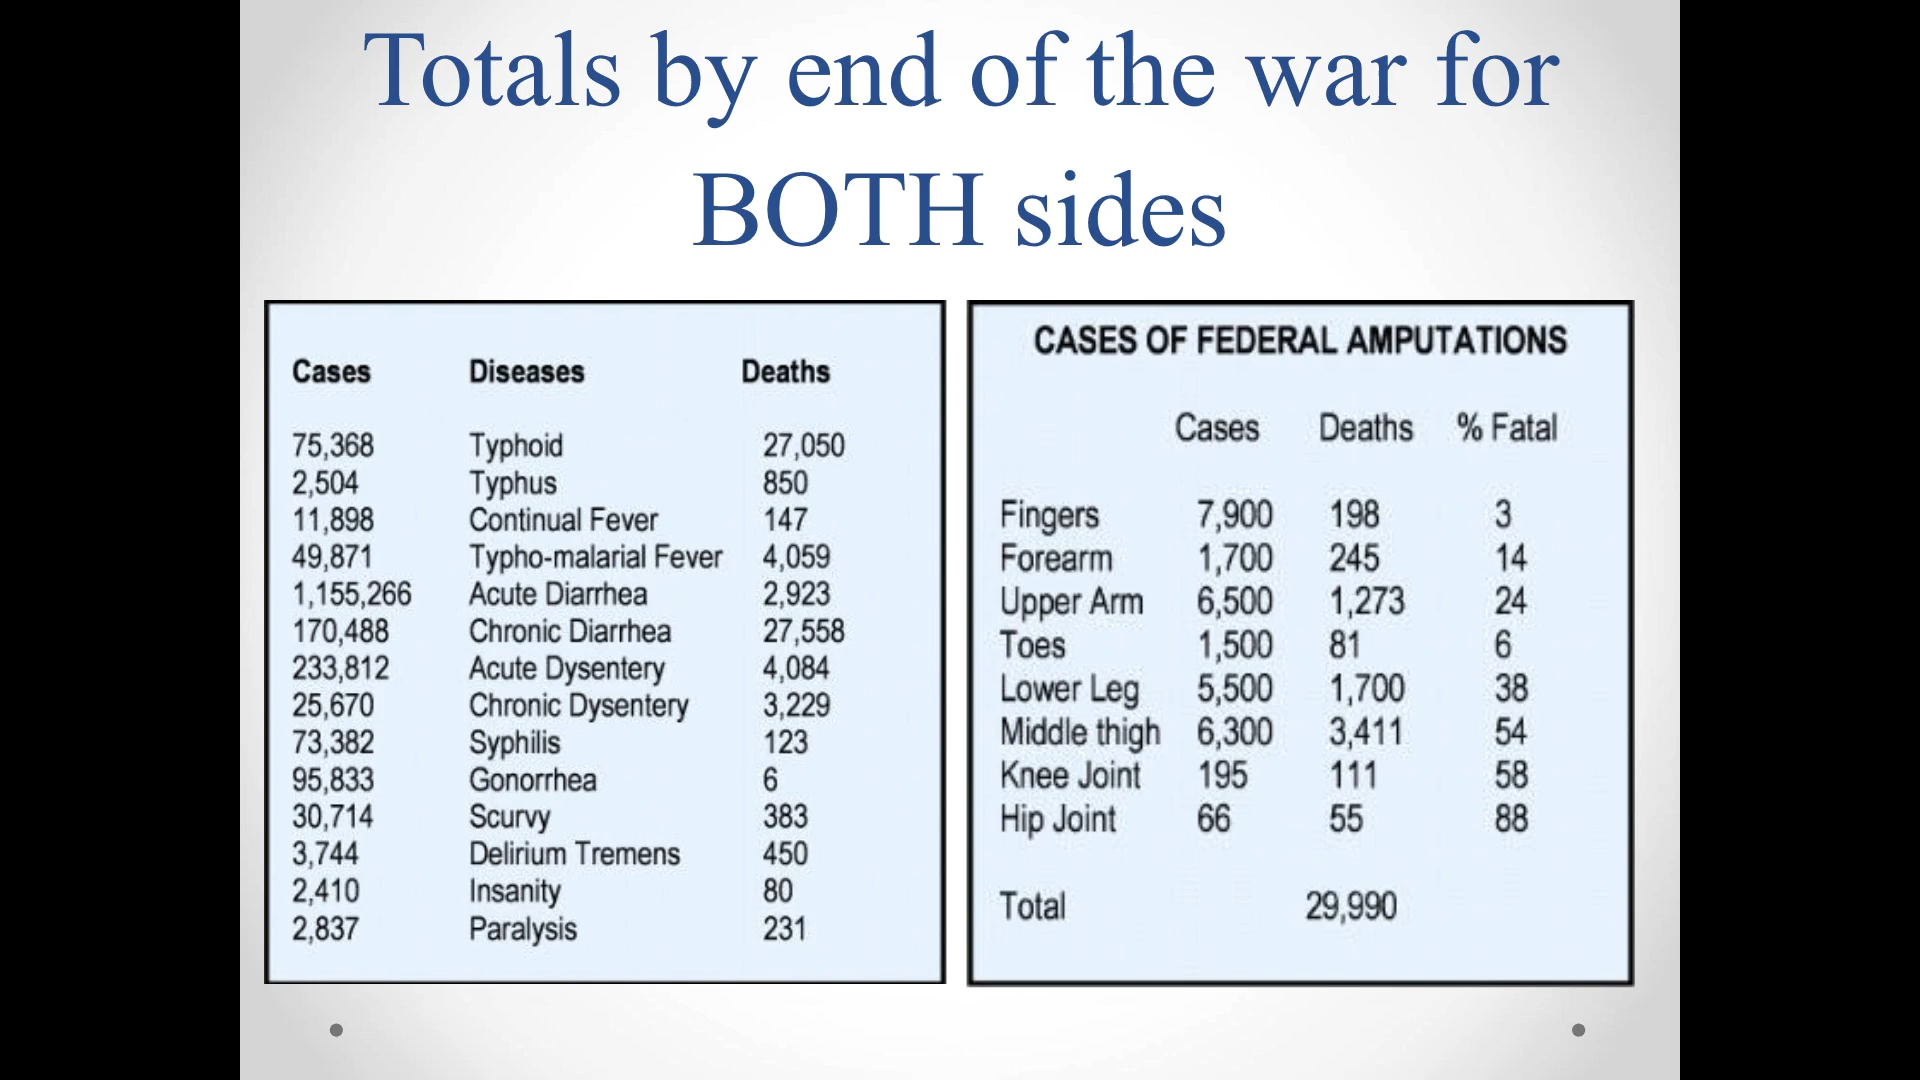 Totals by end of the war for
BOTH sides
Cases Diseases Deaths
75,368 Typhoid 27,050
2,504 Typhus 850
11,898 Continual Fever 147
49,871 Typho-malarial Fever 4,059
1,155,266 Acute Diarrhea 2,923
170,488 Chronic Diarrhea 27,558
233,812 Acute Dysentery 4,084
25,670 Chronic Dysentery 3,229
73,382 Syphilis 123
95,833 Gonorrhea 6
30,714 Scurvy 383
3,744 Delirium Tremens 450
2,410 Insanity 80
2,837 Paralysis 231
CASES OF FEDERAL AMPUTATIONS
Cases Deaths % Fatal
Fingers 7,900 198 3
Forearm 1,700 245 14
Upper Arm 6,500 1,273 24
Toes 1,500 81 6
Lower Leg 5,500 1,700 38
Middle thigh 6,300 3,411 54
Knee Joint 195 111 58
Hip Joint 66 55 88
Total 29,990